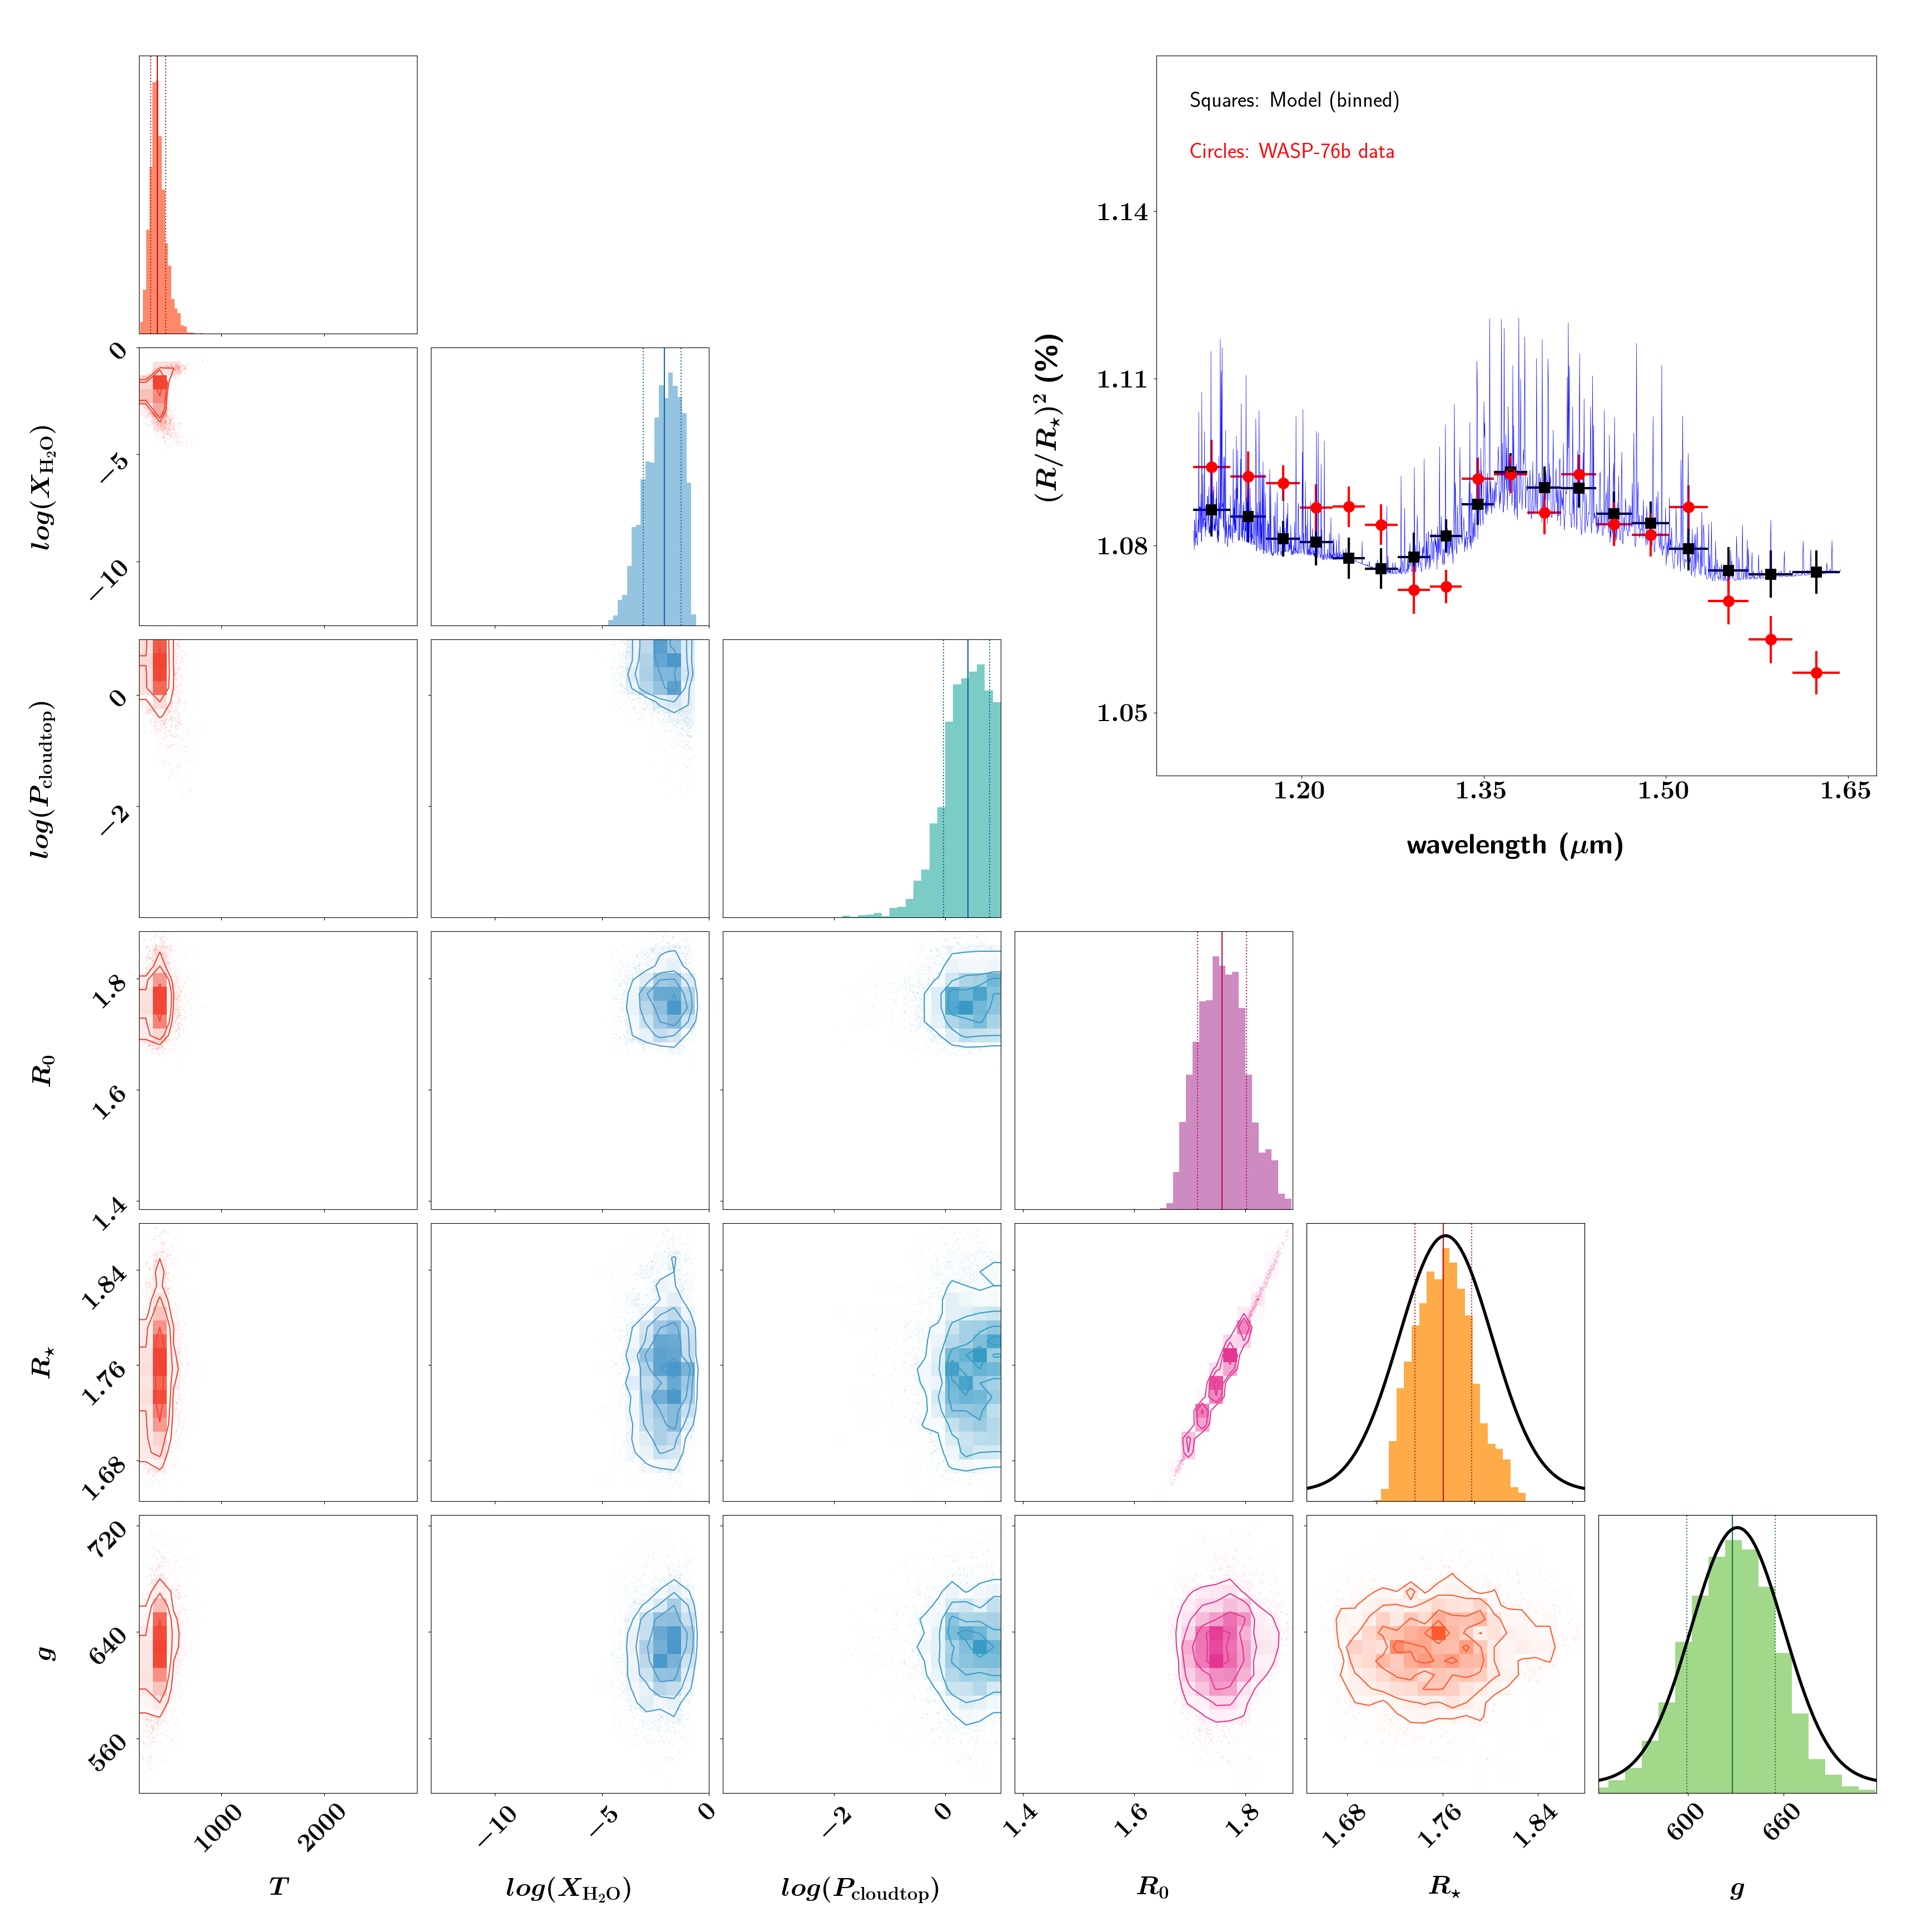 Squares: Model (binned)
Circles: WASP-76b data
1.14
1.11
1.08
1.05
(R/R⋆)² (%)
1.20 1.35 1.50 1.65
wavelength (μm)
0
−5
−10
log(X_H₂O)
0
−2
log(P_cloudtop)
1.8
1.6
1.4
R₀
1.84
1.76
1.68
R⋆
720
640
560
g
1000 2000 −10 −5 0 −2 0 1.4 1.6 1.8 1.68 1.76 1.84 600 660
T log(X_H₂O) log(P_cloudtop) R₀ R⋆ g